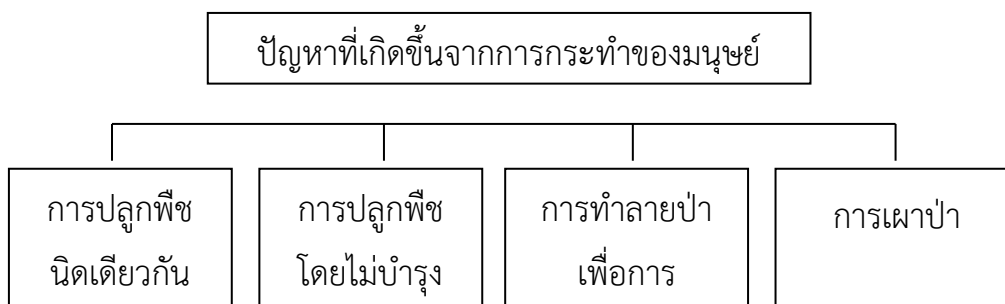 ปัญหาที่เกิดขึ้นจากการกระทำของมนุษย์
การปลูกพืช
นิดเดียวกัน
การปลูกพืช
โดยไม่บำรุง
การทำลายป่า
เพื่อการ
การเผาป่า